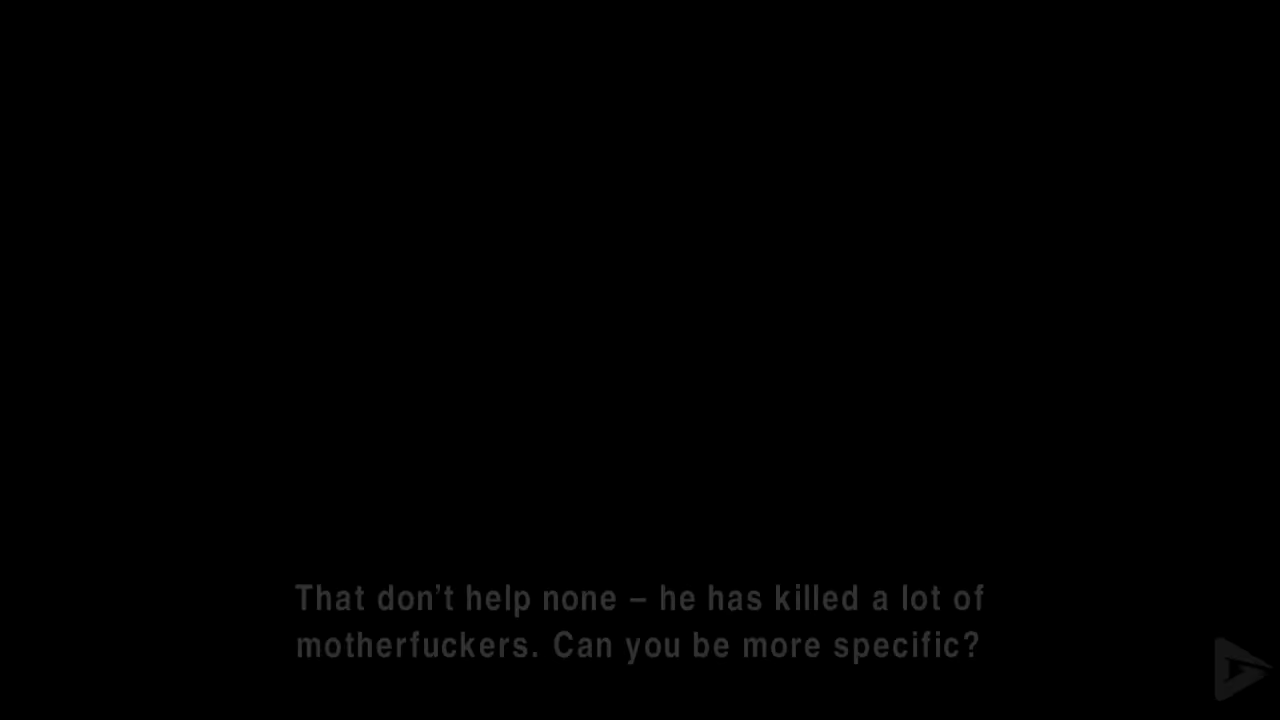 That don’t help none – he has killed a lot of
motherfuckers. Can you be more specific?